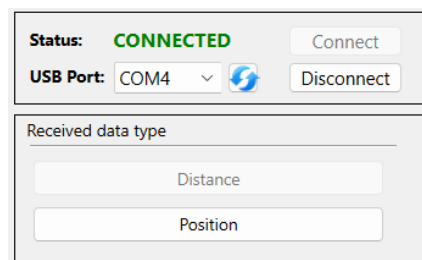 Status: CONNECTED Connect
USB Port: COM4 Disconnect
Received data type
Distance
Position